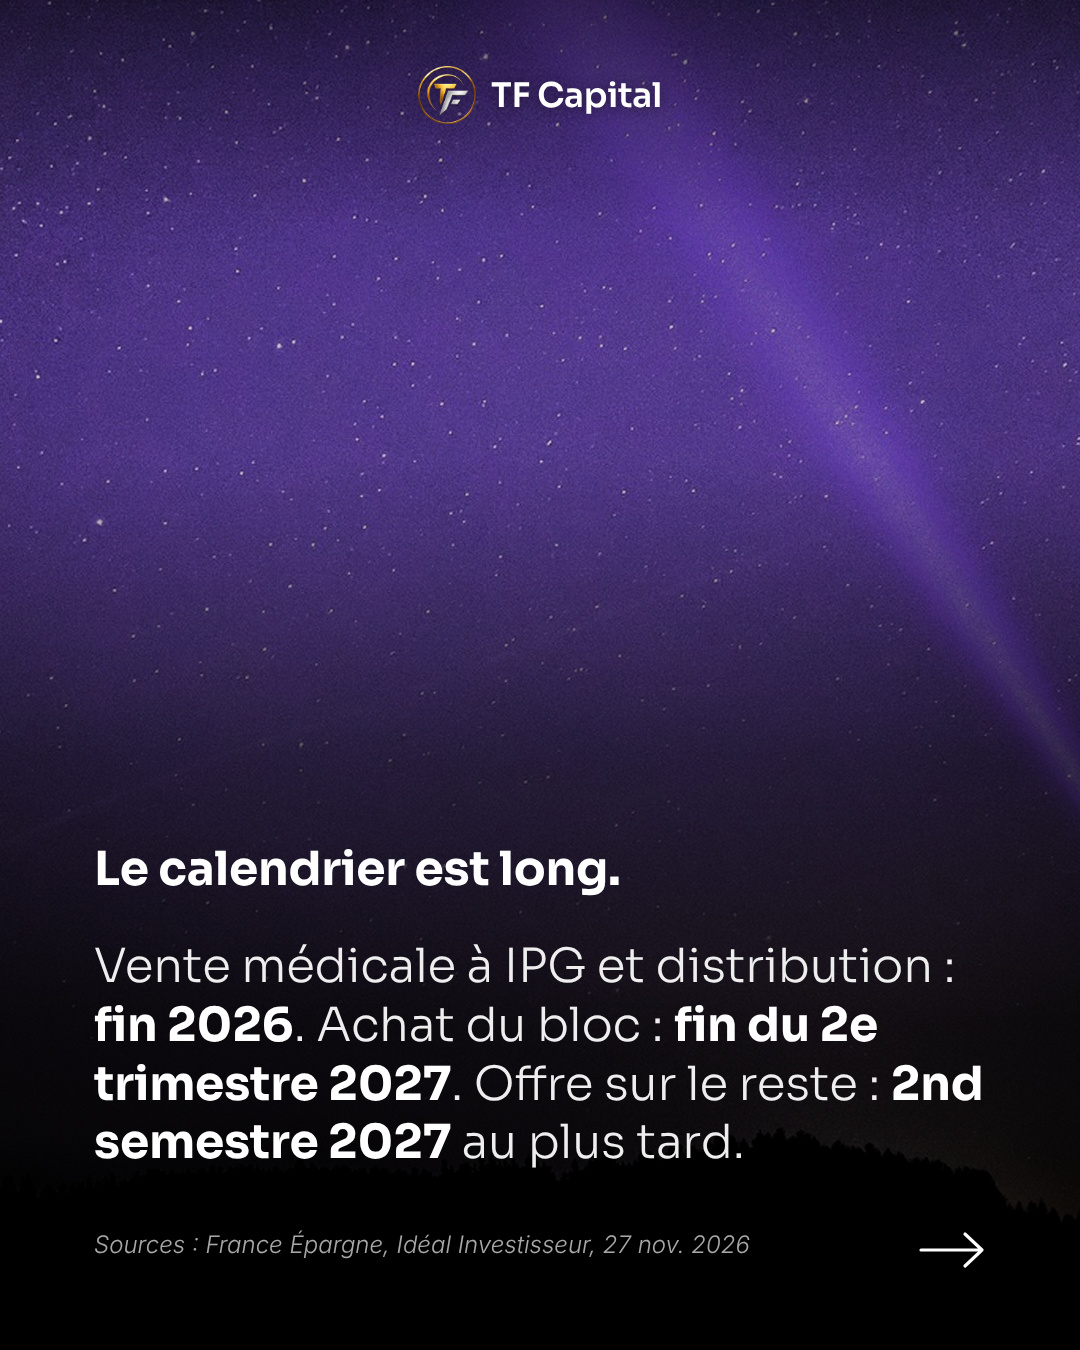 TF Capital
Le calendrier est long.
Vente médicale à IPG et distribution :
fin 2026. Achat du bloc : fin du 2e
trimestre 2027. Offre sur le reste : 2nd
semestre 2027 au plus tard.
Sources : France Épargne, Idéal Investisseur, 27 nov. 2026